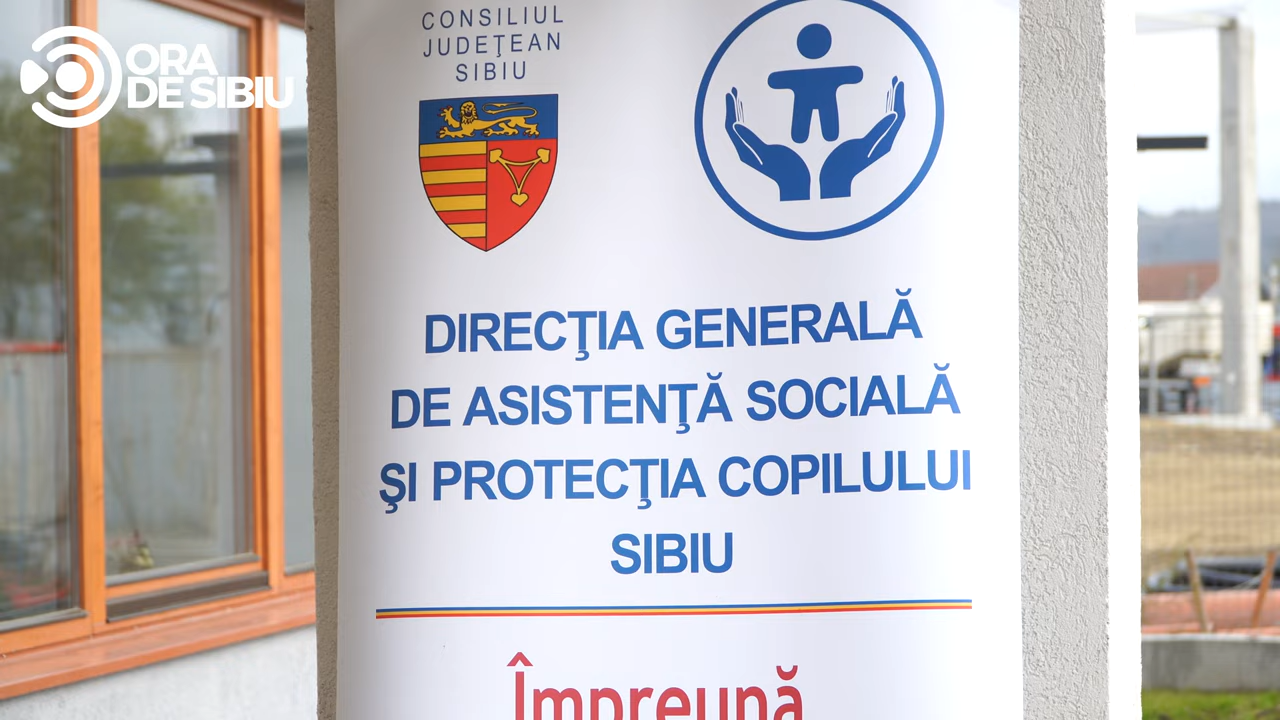 ORA
DE SIBIU
CONSILIUL
JUDEŢEAN
SIBIU
DIRECŢIA GENERALĂ
DE ASISTENŢĂ SOCIALĂ
ŞI PROTECŢIA COPILULUI
SIBIU
Împreună